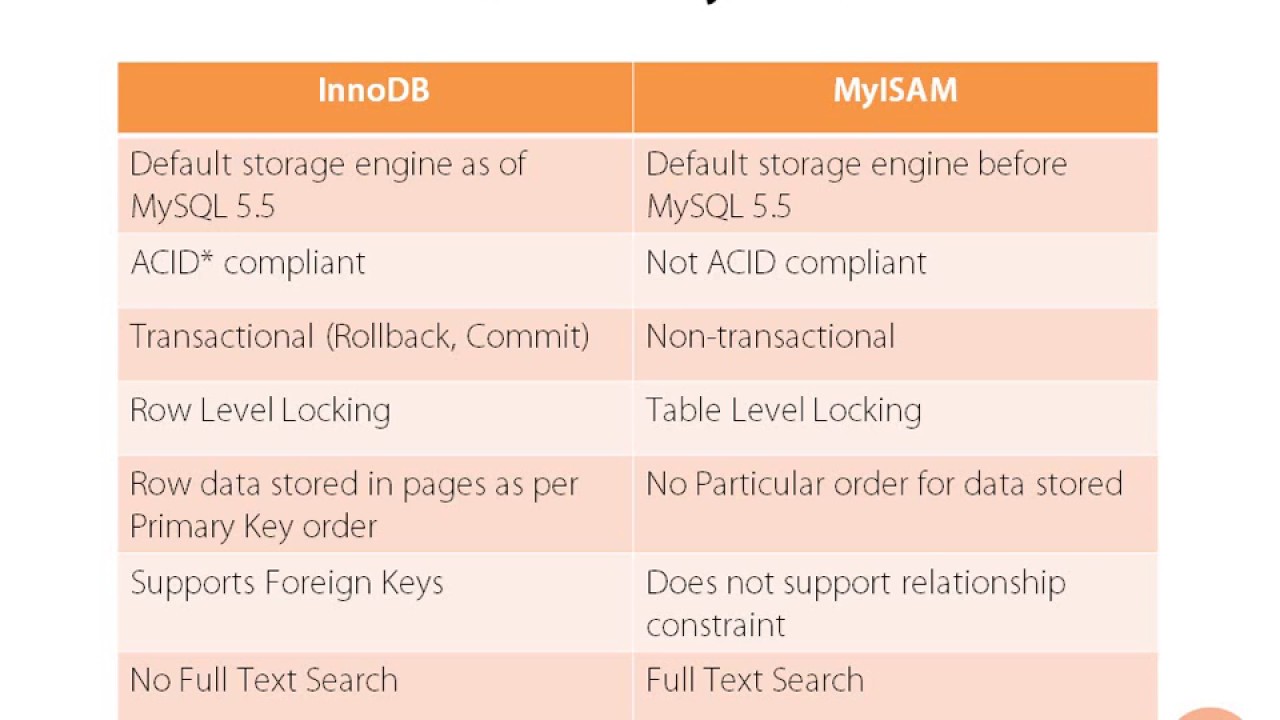 InnoDB
MyISAM
Default storage engine as of
MySQL 5.5
Default storage engine before
MySQL 5.5
ACID* compliant
Not ACID compliant
Transactional (Rollback, Commit)
Non-transactional
Row Level Locking
Table Level Locking
Row data stored in pages as per
Primary Key order
No Particular order for data stored
Supports Foreign Keys
Does not support relationship
constraint
No Full Text Search
Full Text Search